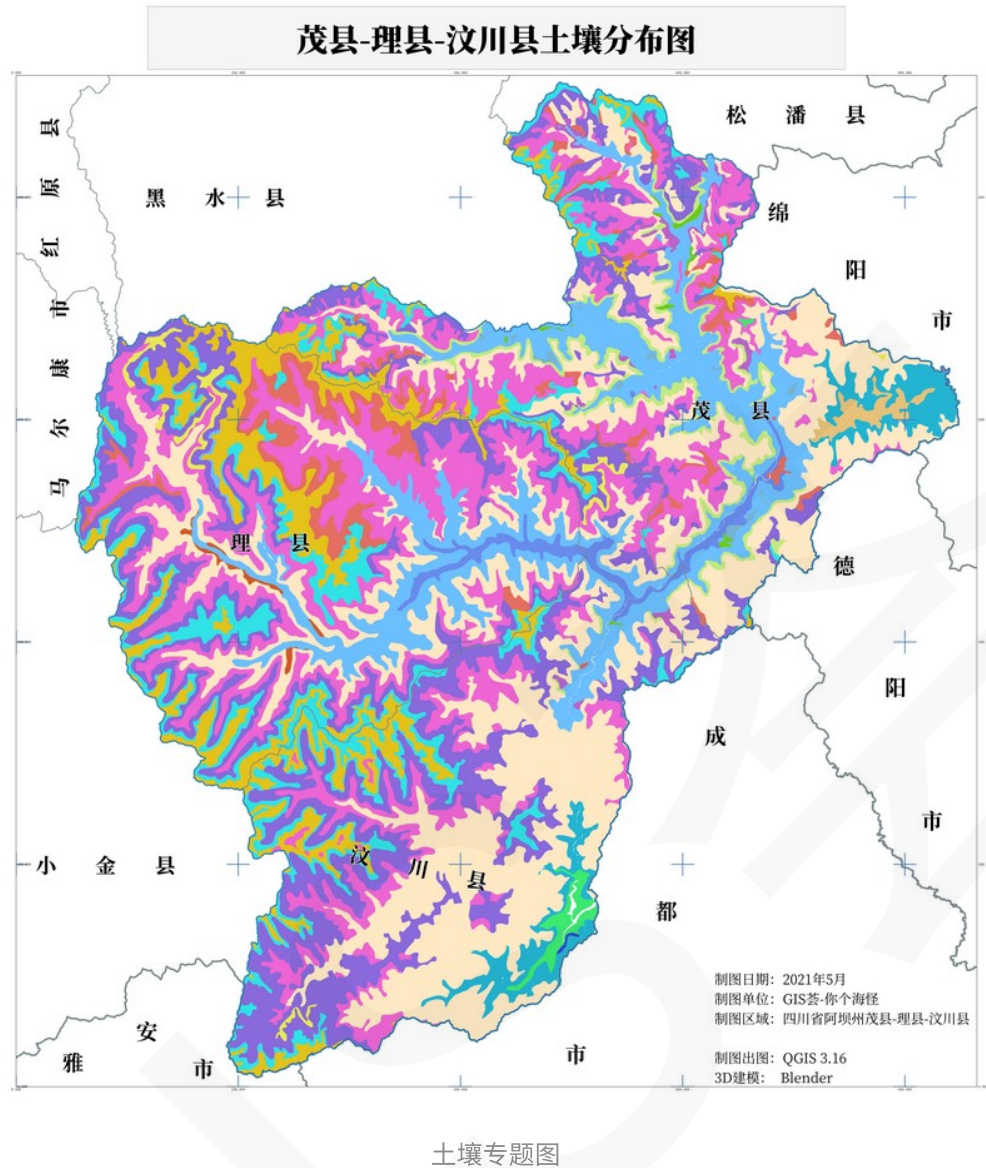 茂县-理县-汶川县土壤分布图
松潘县
红原县
黑水县
绵阳市
马尔康市
茂县
理县
德阳市
成都市
汶川县
小金县
雅安市
制图日期：2021年5月
制图单位：GIS荟-你个海怪
制图区域：四川省阿坝州茂县-理县-汶川县
制图出图：QGIS 3.16
3D建模： Blender
土壤专题图